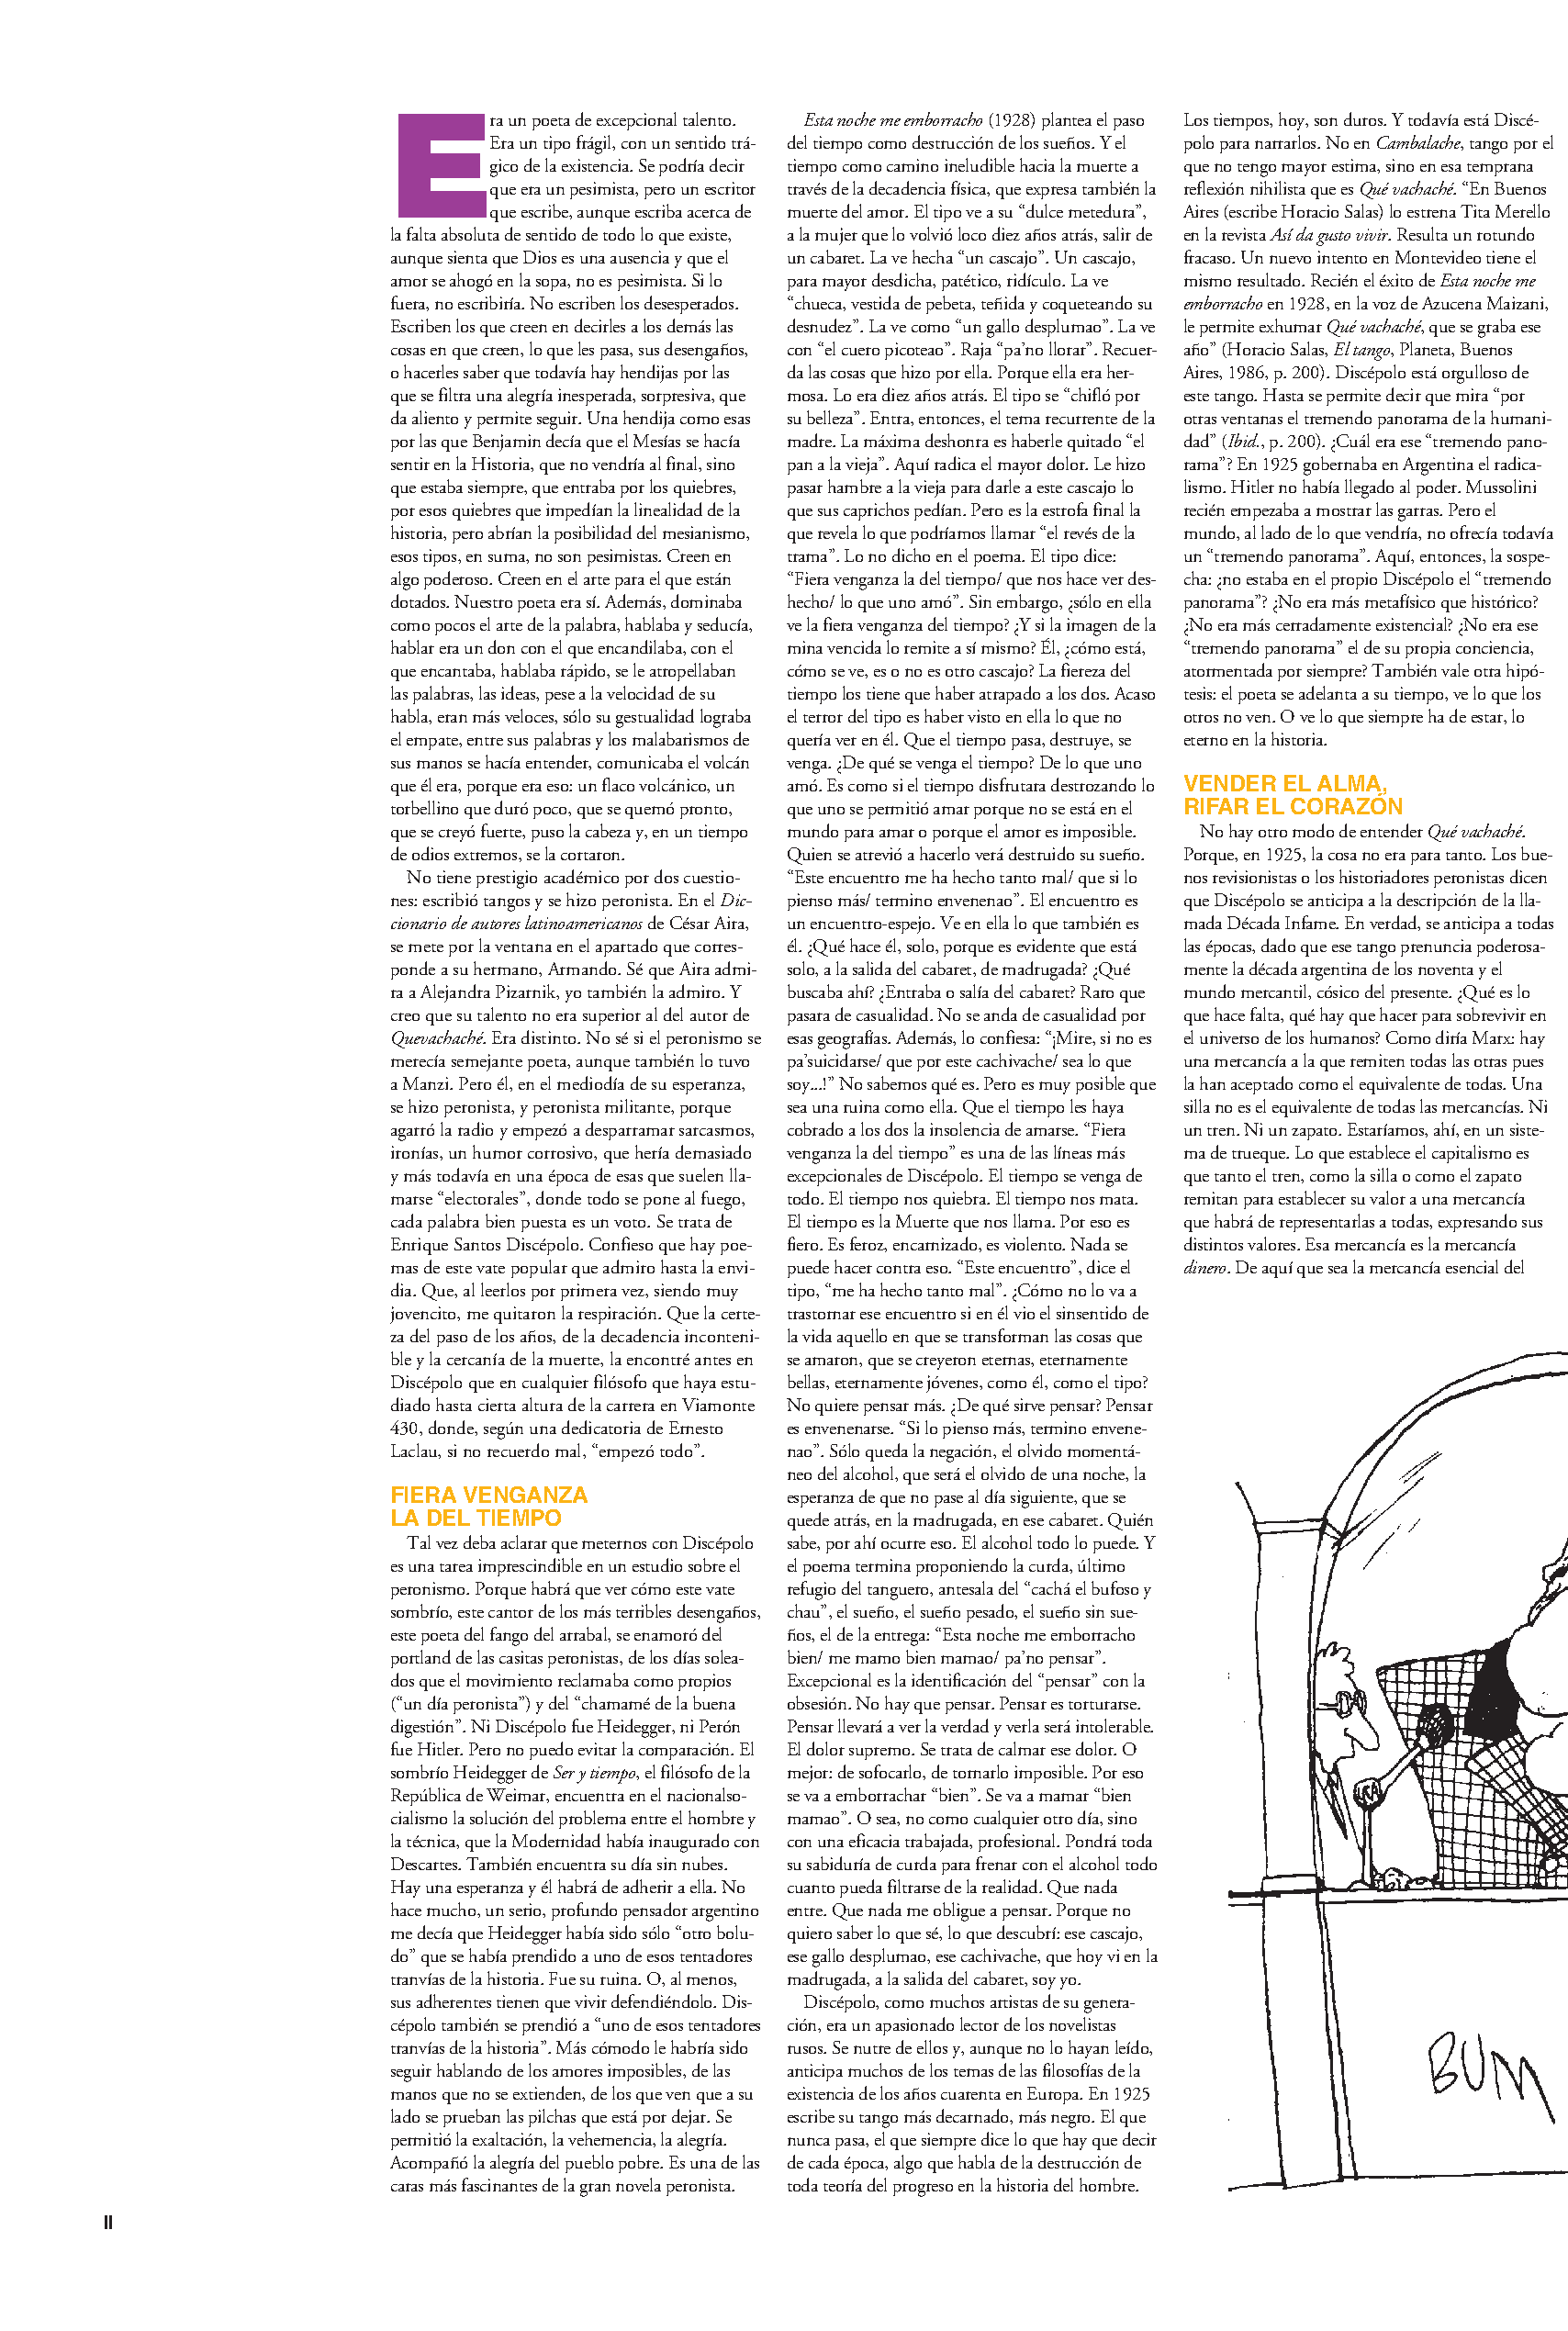 Era un poeta de excepcional talento.
Era un tipo frágil, con un sentido trá-
gico de la existencia. Se podría decir
que era un pesimista, pero un escritor
que escribe, aunque escriba acerca de
la falta absoluta de sentido de todo lo que existe,
aunque sienta que Dios es una ausencia y que el
amor se ahogó en la sopa, no es pesimista. Si lo
fuera, no escribiría. No escriben los desesperados.
Escriben los que creen en decirles a los demás las
cosas en que creen, lo que les pasa, sus desengaños,
o hacerles saber que todavía hay hendijas por las
que se filtra una alegría inesperada, sorpresiva, que
da aliento y permite seguir. Una hendija como esas
por las que Benjamin decía que el Mesías se hacía
sentir en la Historia, que no vendría al final, sino
que estaba siempre, que entraba por los quiebres,
por esos quiebres que impedían la linealidad de la
historia, pero abrían la posibilidad del mesianismo,
esos tipos, en suma, no son pesimistas. Creen en
algo poderoso. Creen en el arte para el que están
dotados. Nuestro poeta era sí. Además, dominaba
como pocos el arte de la palabra, hablaba y seducía,
hablar era un don con el que encandilaba, con el
que encantaba, hablaba rápido, se le atropellaban
las palabras, las ideas, pese a la velocidad de su
habla, eran más veloces, sólo su gestualidad lograba
el empate, entre sus palabras y los malabarismos de
sus manos se hacía entender, comunicaba el volcán
que él era, porque era eso: un flaco volcánico, un
torbellino que duró poco, que se quemó pronto,
que se creyó fuerte, puso la cabeza y, en un tiempo
de odios extremos, se la cortaron.
No tiene prestigio académico por dos cuestio-
nes: escribió tangos y se hizo peronista. En el Dic-
cionario de autores latinoamericanos de César Aira,
se mete por la ventana en el apartado que corres-
ponde a su hermano, Armando. Sé que Aira admi-
ra a Alejandra Pizarnik, yo también la admiro. Y
creo que su talento no era superior al del autor de
Quevachaché. Era distinto. No sé si el peronismo se
merecía semejante poeta, aunque también lo tuvo
a Manzi. Pero él, en el mediodía de su esperanza,
se hizo peronista, y peronista militante, porque
agarró la radio y empezó a desparramar sarcasmos,
ironías, un humor corrosivo, que hería demasiado
y más todavía en una época de esas que suelen lla-
marse “electorales”, donde todo se pone al fuego,
cada palabra bien puesta es un voto. Se trata de
Enrique Santos Discépolo. Confieso que hay poe-
mas de este vate popular que admiro hasta la envi-
dia. Que, al leerlos por primera vez, siendo muy
jovencito, me quitaron la respiración. Que la certe-
za del paso de los años, de la decadencia inconteni-
ble y la cercanía de la muerte, la encontré antes en
Discépolo que en cualquier filósofo que haya estu-
diado hasta cierta altura de la carrera en Viamonte
430, donde, según una dedicatoria de Ernesto
Laclau, si no recuerdo mal, “empezó todo”.
FIERA VENGANZA
LA DEL TIEMPO
Tal vez deba aclarar que meternos con Discépolo
es una tarea imprescindible en un estudio sobre el
peronismo. Porque habrá que ver cómo este vate
sombrío, este cantor de los más terribles desengaños,
este poeta del fango del arrabal, se enamoró del
portland de las casitas peronistas, de los días solea-
dos que el movimiento reclamaba como propios
(“un día peronista”) y del “chamamé de la buena
digestión”. Ni Discépolo fue Heidegger, ni Perón
fue Hitler. Pero no puedo evitar la comparación. El
sombrío Heidegger de Ser y tiempo, el filósofo de la
República de Weimar, encuentra en el nacionalso-
cialismo la solución del problema entre el hombre y
la técnica, que la Modernidad había inaugurado con
Descartes. También encuentra su día sin nubes.
Hay una esperanza y él habrá de adherir a ella. No
hace mucho, un serio, profundo pensador argentino
me decía que Heidegger había sido sólo “otro bolu-
do” que se había prendido a uno de esos tentadores
tranvías de la historia. Fue su ruina. O, al menos,
sus adherentes tienen que vivir defendiéndolo. Dis-
cépolo también se prendió a “uno de esos tentadores
tranvías de la historia”. Más cómodo le habría sido
seguir hablando de los amores imposibles, de las
manos que no se extienden, de los que ven que a su
lado se prueban las pilchas que está por dejar. Se
permitió la exaltación, la vehemencia, la alegría.
Acompañó la alegría del pueblo pobre. Es una de las
caras más fascinantes de la gran novela peronista.
Esta noche me emborracho (1928) plantea el paso
del tiempo como destrucción de los sueños. Y el
tiempo como camino ineludible hacia la muerte a
través de la decadencia física, que expresa también la
muerte del amor. El tipo ve a su “dulce metedura”,
a la mujer que lo volvió loco diez años atrás, salir de
un cabaret. La ve hecha “un cascajo”. Un cascajo,
para mayor desdicha, patético, ridículo. La ve
“chueca, vestida de pebeta, teñida y coqueteando su
desnudez”. La ve como “un gallo desplumao”. La ve
con “el cuero picoteao”. Raja “pa’no llorar”. Recuer-
da las cosas que hizo por ella. Porque ella era her-
mosa. Lo era diez años atrás. El tipo se “chifló por
su belleza”. Entra, entonces, el tema recurrente de la
madre. La máxima deshonra es haberle quitado “el
pan a la vieja”. Aquí radica el mayor dolor. Le hizo
pasar hambre a la vieja para darle a este cascajo lo
que sus caprichos pedían. Pero es la estrofa final la
que revela lo que podríamos llamar “el revés de la
trama”. Lo no dicho en el poema. El tipo dice:
“Fiera venganza la del tiempo/ que nos hace ver des-
hecho/ lo que uno amó”. Sin embargo, ¿sólo en ella
ve la fiera venganza del tiempo? ¿Y si la imagen de la
mina vencida lo remite a sí mismo? Él, ¿cómo está,
cómo se ve, es o no es otro cascajo? La fiereza del
tiempo los tiene que haber atrapado a los dos. Acaso
el terror del tipo es haber visto en ella lo que no
quería ver en él. Que el tiempo pasa, destruye, se
venga. ¿De qué se venga el tiempo? De lo que uno
amó. Es como si el tiempo disfrutara destrozando lo
que uno se permitió amar porque no se está en el
mundo para amar o porque el amor es imposible.
Quien se atrevió a hacerlo verá destruido su sueño.
“Este encuentro me ha hecho tanto mal/ que si lo
pienso más/ termino envenenao”. El encuentro es
un encuentro-espejo. Ve en ella lo que también es
él. ¿Qué hace él, solo, porque es evidente que está
solo, a la salida del cabaret, de madrugada? ¿Qué
buscaba ahí? ¿Entraba o salía del cabaret? Raro que
pasara de casualidad. No se anda de casualidad por
esas geografías. Además, lo confiesa: “¡Mire, si no es
pa’suicidarse/ que por este cachivache/ sea lo que
soy...!” No sabemos qué es. Pero es muy posible que
sea una ruina como ella. Que el tiempo les haya
cobrado a los dos la insolencia de amarse. “Fiera
venganza la del tiempo” es una de las líneas más
excepcionales de Discépolo. El tiempo se venga de
todo. El tiempo nos quiebra. El tiempo nos mata.
El tiempo es la Muerte que nos llama. Por eso es
fiero. Es feroz, encarnizado, es violento. Nada se
puede hacer contra eso. “Este encuentro”, dice el
tipo, “me ha hecho tanto mal”. ¿Cómo no lo va a
trastornar ese encuentro si en él vio el sinsentido de
la vida aquello en que se transforman las cosas que
se amaron, que se creyeron eternas, eternamente
bellas, eternamente jóvenes, como él, como el tipo?
No quiere pensar más. ¿De qué sirve pensar? Pensar
es envenenarse. “Si lo pienso más, termino envene-
nao”. Sólo queda la negación, el olvido momentá-
neo del alcohol, que será el olvido de una noche, la
esperanza de que no pase al día siguiente, que se
quede atrás, en la madrugada, en ese cabaret. Quién
sabe, por ahí ocurre eso. El alcohol todo lo puede. Y
el poema termina proponiendo la curda, último
refugio del tanguero, antesala del “cachá el bufoso y
chau”, el sueño, el sueño pesado, el sueño sin sue-
ños, el de la entrega: “Esta noche me emborracho
bien/ me mamo bien mamao/ pa’no pensar”.
Excepcional es la identificación del “pensar” con la
obsesión. No hay que pensar. Pensar es torturarse.
Pensar llevará a ver la verdad y verla será intolerable.
El dolor supremo. Se trata de calmar ese dolor. O
mejor: de sofocarlo, de tornarlo imposible. Por eso
se va a emborrachar “bien”. Se va a mamar “bien
mamao”. O sea, no como cualquier otro día, sino
con una eficacia trabajada, profesional. Pondrá toda
su sabiduría de curda para frenar con el alcohol todo
cuanto pueda filtrarse de la realidad. Que nada
entre. Que nada me obligue a pensar. Porque no
quiero saber lo que sé, lo que descubrí: ese cascajo,
ese gallo desplumao, ese cachivache, que hoy vi en la
madrugada, a la salida del cabaret, soy yo.
Discépolo, como muchos artistas de su genera-
ción, era un apasionado lector de los novelistas
rusos. Se nutre de ellos y, aunque no lo hayan leído,
anticipa muchos de los temas de las filosofías de la
existencia de los años cuarenta en Europa. En 1925
escribe su tango más decarnado, más negro. El que
nunca pasa, el que siempre dice lo que hay que decir
de cada época, algo que habla de la destrucción de
toda teoría del progreso en la historia del hombre.
Los tiempos, hoy, son duros. Y todavía está Discé-
polo para narrarlos. No en Cambalache, tango por el
que no tengo mayor estima, sino en esa temprana
reflexión nihilista que es Qué vachaché. “En Buenos
Aires (escribe Horacio Salas) lo estrena Tita Merello
en la revista Así da gusto vivir. Resulta un rotundo
fracaso. Un nuevo intento en Montevideo tiene el
mismo resultado. Recién el éxito de Esta noche me
emborracho en 1928, en la voz de Azucena Maizani,
le permite exhumar Qué vachaché, que se graba ese
año” (Horacio Salas, El tango, Planeta, Buenos
Aires, 1986, p. 200). Discépolo está orgulloso de
este tango. Hasta se permite decir que mira “por
otras ventanas el tremendo panorama de la humani-
dad” (Ibid., p. 200). ¿Cuál era ese “tremendo pano-
rama”? En 1925 gobernaba en Argentina el radica-
lismo. Hitler no había llegado al poder. Mussolini
recién empezaba a mostrar las garras. Pero el
mundo, al lado de lo que vendría, no ofrecía todavía
un “tremendo panorama”. Aquí, entonces, la sospe-
cha: ¿no estaba en el propio Discépolo el “tremendo
panorama”? ¿No era más metafísico que histórico?
¿No era más cerradamente existencial? ¿No era ese
“tremendo panorama” el de su propia conciencia,
atormentada por siempre? También vale otra hipó-
tesis: el poeta se adelanta a su tiempo, ve lo que los
otros no ven. O ve lo que siempre ha de estar, lo
eterno en la historia.
VENDER EL ALMA,
RIFAR EL CORAZÓN
No hay otro modo de entender Qué vachaché.
Porque, en 1925, la cosa no era para tanto. Los bue-
nos revisionistas o los historiadores peronistas dicen
que Discépolo se anticipa a la descripción de la lla-
mada Década Infame. En verdad, se anticipa a todas
las épocas, dado que ese tango prenuncia poderosa-
mente la década argentina de los noventa y el
mundo mercantil, cósico del presente. ¿Qué es lo
que hace falta, qué hay que hacer para sobrevivir en
el universo de los humanos? Como diría Marx: hay
una mercancía a la que remiten todas las otras pues
la han aceptado como el equivalente de todas. Una
silla no es el equivalente de todas las mercancías. Ni
un tren. Ni un zapato. Estaríamos, ahí, en un siste-
ma de trueque. Lo que establece el capitalismo es
que tanto el tren, como la silla o como el zapato
remitan para establecer su valor a una mercancía
que habrá de representarlas a todas, expresando sus
distintos valores. Esa mercancía es la mercancía
dinero. De aquí que sea la mercancía esencial del
BUM
II